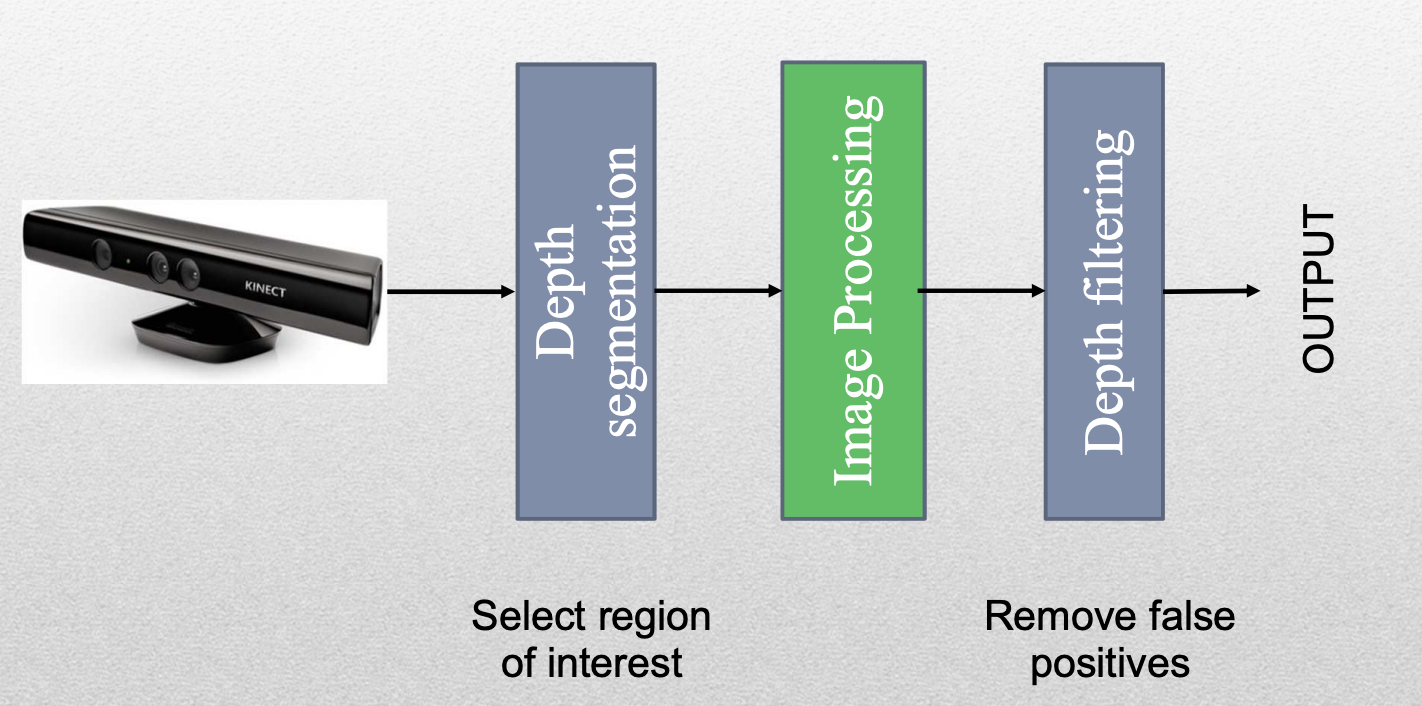 KINECT
Depth
segmentation
Image Processing
Depth filtering
OUTPUT
Select region
of interest
Remove false
positives